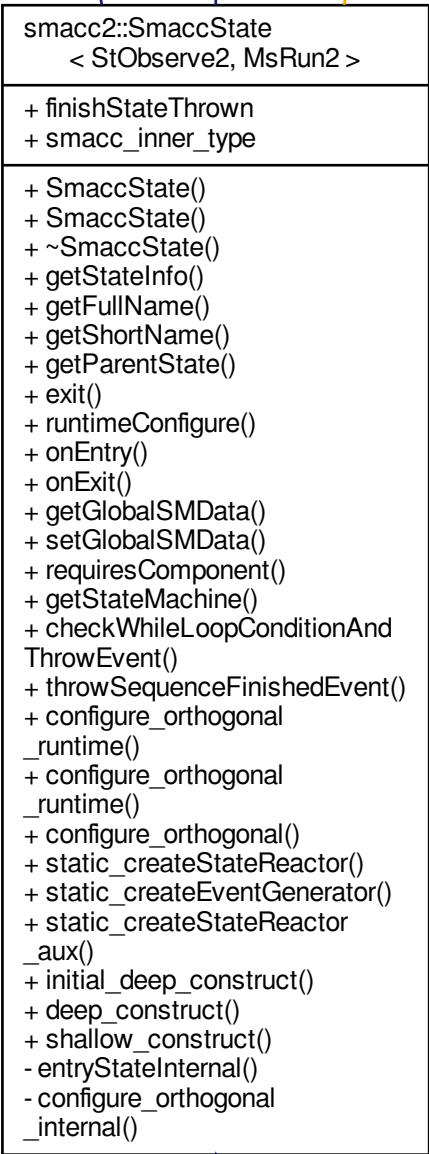 smacc2::SmaccState
< StObserve2, MsRun2 >
+ finishStateThrown
+ smacc_inner_type
+ SmaccState()
+ SmaccState()
+ ~SmaccState()
+ getStateInfo()
+ getFullName()
+ getShortName()
+ getParentState()
+ exit()
+ runtimeConfigure()
+ onEntry()
+ onExit()
+ getGlobalSMData()
+ setGlobalSMData()
+ requiresComponent()
+ getStateMachine()
+ checkWhileLoopConditionAnd
ThrowEvent()
+ throwSequenceFinishedEvent()
+ configure_orthogonal
_runtime()
+ configure_orthogonal
_runtime()
+ configure_orthogonal()
+ static_createStateReactor()
+ static_createEventGenerator()
+ static_createStateReactor
_aux()
+ initial_deep_construct()
+ deep_construct()
+ shallow_construct()
- entryStateInternal()
- configure_orthogonal
_internal()